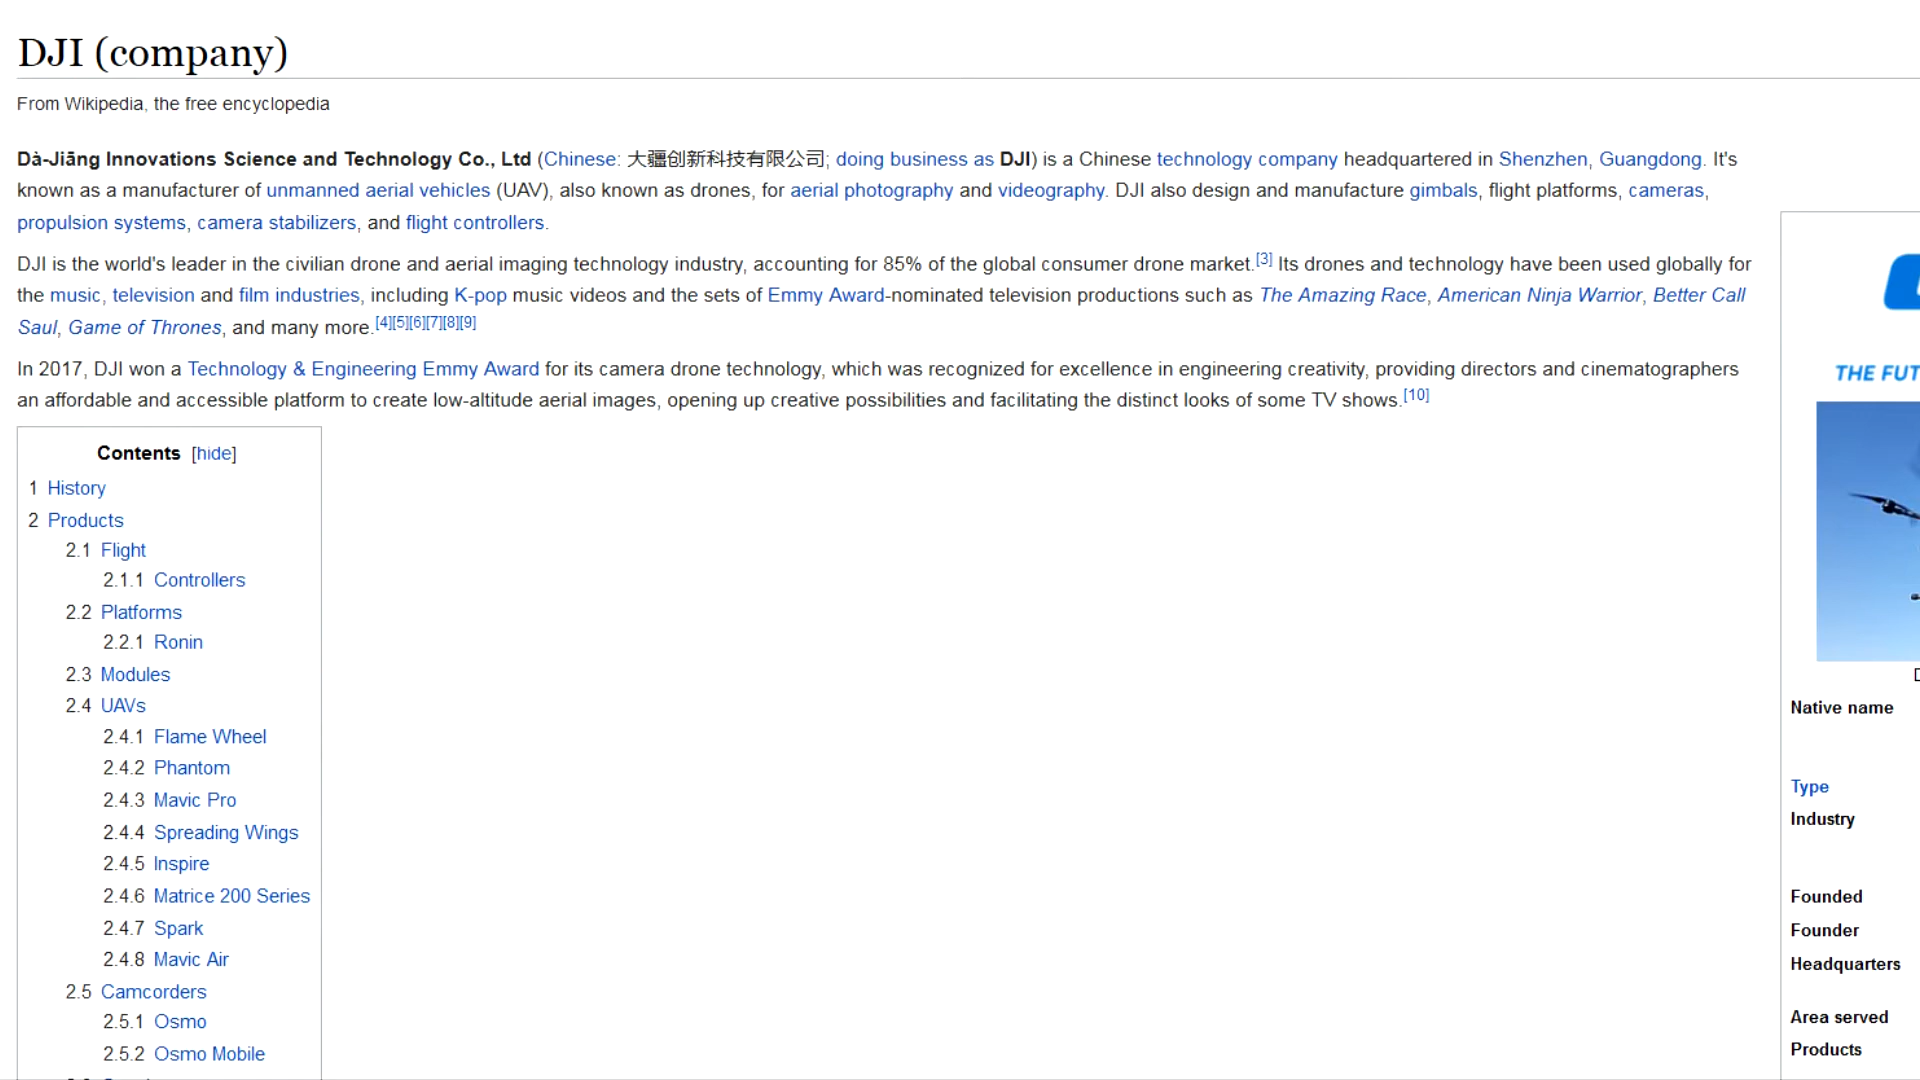 DJI (company)
From Wikipedia, the free encyclopedia
Dà-Jiāng Innovations Science and Technology Co., Ltd (Chinese: 大疆创新科技有限公司; doing business as DJI) is a Chinese technology company headquartered in Shenzhen, Guangdong. It's
known as a manufacturer of unmanned aerial vehicles (UAV), also known as drones, for aerial photography and videography. DJI also design and manufacture gimbals, flight platforms, cameras,
propulsion systems, camera stabilizers, and flight controllers.
DJI is the world's leader in the civilian drone and aerial imaging technology industry, accounting for 85% of the global consumer drone market.[3] Its drones and technology have been used globally for
the music, television and film industries, including K-pop music videos and the sets of Emmy Award-nominated television productions such as The Amazing Race, American Ninja Warrior, Better Call
Saul, Game of Thrones, and many more.[4][5][6][7][8][9]
In 2017, DJI won a Technology & Engineering Emmy Award for its camera drone technology, which was recognized for excellence in engineering creativity, providing directors and cinematographers
an affordable and accessible platform to create low-altitude aerial images, opening up creative possibilities and facilitating the distinct looks of some TV shows.[10]
Contents [hide]
1 History
2 Products
2.1 Flight
2.1.1 Controllers
2.2 Platforms
2.2.1 Ronin
2.3 Modules
2.4 UAVs
2.4.1 Flame Wheel
2.4.2 Phantom
2.4.3 Mavic Pro
2.4.4 Spreading Wings
2.4.5 Inspire
2.4.6 Matrice 200 Series
2.4.7 Spark
2.4.8 Mavic Air
2.5 Camcorders
2.5.1 Osmo
2.5.2 Osmo Mobile
THE FUT
Native name
Type
Industry
Founded
Founder
Headquarters
Area served
Products